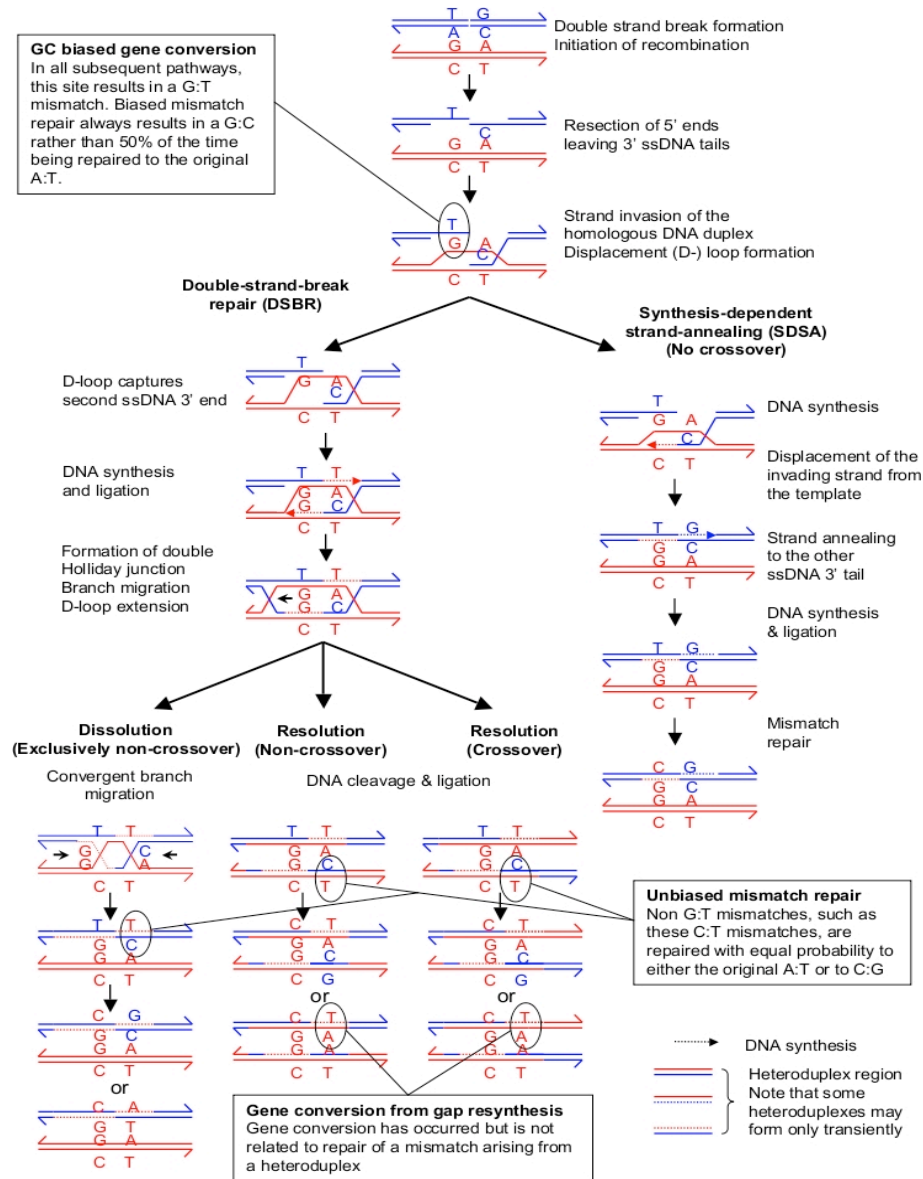 T G
A C
G A
C T
Double strand break formation
Initiation of recombination
GC biased gene conversion
In all subsequent pathways,
this site results in a G:T
mismatch. Biased mismatch
repair always results in a G:C
rather than 50% of the time
being repaired to the original
A:T.
T
C
G A
C T
Resection of 5' ends
leaving 3' ssDNA tails
T
G A
C
C T
Strand invasion of the
homologous DNA duplex
Displacement (D-) loop formation
Double-strand-break
repair (DSBR)
Synthesis-dependent
strand-annealing (SDSA)
(No crossover)
D-loop captures
second ssDNA 3' end
T
G A
C
C T
DNA synthesis
and ligation
T T
G A
G C
C T
Formation of double
Holliday junction
Branch migration
D-loop extension
T T
G A
G C
C T
T
G A
C
C T
DNA synthesis
Displacement of the
invading strand from
the template
T G
G C
G A
C T
Strand annealing
to the other
ssDNA 3' tail
DNA synthesis
& ligation
T G
G C
G A
C T
Mismatch
repair
C G
G C
G A
C T
Dissolution
(Exclusively non-crossover)
Convergent branch
migration
Resolution
(Non-crossover)
Resolution
(Crossover)
DNA cleavage & ligation
T T
G C
G A
C T
T T
G C
G A
C T
C G
G C
G A
C T
or
C A
G T
G A
C T
T T
G A
G C
C T
C T
G A
G C
C G
or
C T
G A
G A
C T
T T
G A
G C
C T
C T
G A
G C
C G
or
C T
G A
G A
C T
Unbiased mismatch repair
Non G:T mismatches, such as
these C:T mismatches, are
repaired with equal probability to
either the original A:T or to C:G
Gene conversion from gap resynthesis
Gene conversion has occurred but is not
related to repair of a mismatch arising from
a heteroduplex
DNA synthesis
Heteroduplex region
Note that some
heteroduplexes may
form only transiently